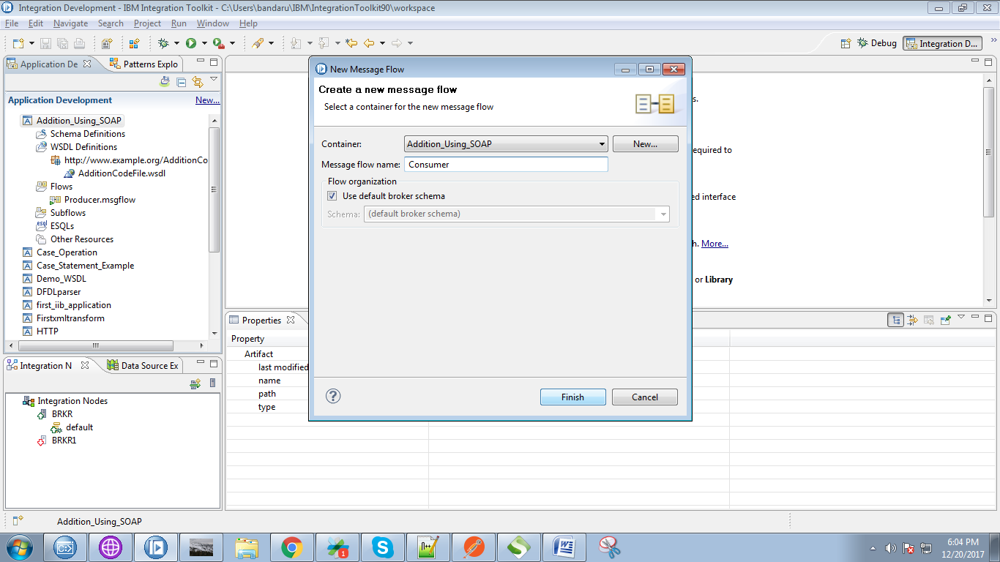 Integration Development - IBM Integration Toolkit - C:\Users\bandaru\IBM\IntegrationToolkit90\workspace
File Edit Navigate Search Project Run Window Help
Debug
Integration D...
Application De
Patterns Explo
Application Development
New...
Addition_Using_SOAP
Schema Definitions
WSDL Definitions
http://www.example.org/AdditionCo
AdditionCodeFile.wsdl
Flows
Producer.msgflow
Subflows
ESQLs
Other Resources
Case_Operation
Case_Statement_Example
Demo_WSDL
DFDLparser
first_iib_application
Firstxmltransform
HTTP
Integration N
Data Source Ex
Integration Nodes
BRKR
default
BRKR1
New Message Flow
Create a new message flow
Select a container for the new message flow
Container:
Addition_Using_SOAP
New...
Message flow name:
Consumer
Flow organization
Use default broker schema
Schema:
(default broker schema)
Finish
Cancel
s.
equired to
ed interface
h. More...
or Library
Properties
Property
Artifact
last modified
name
path
type
Addition_Using_SOAP
1
6:04 PM
12/20/2017